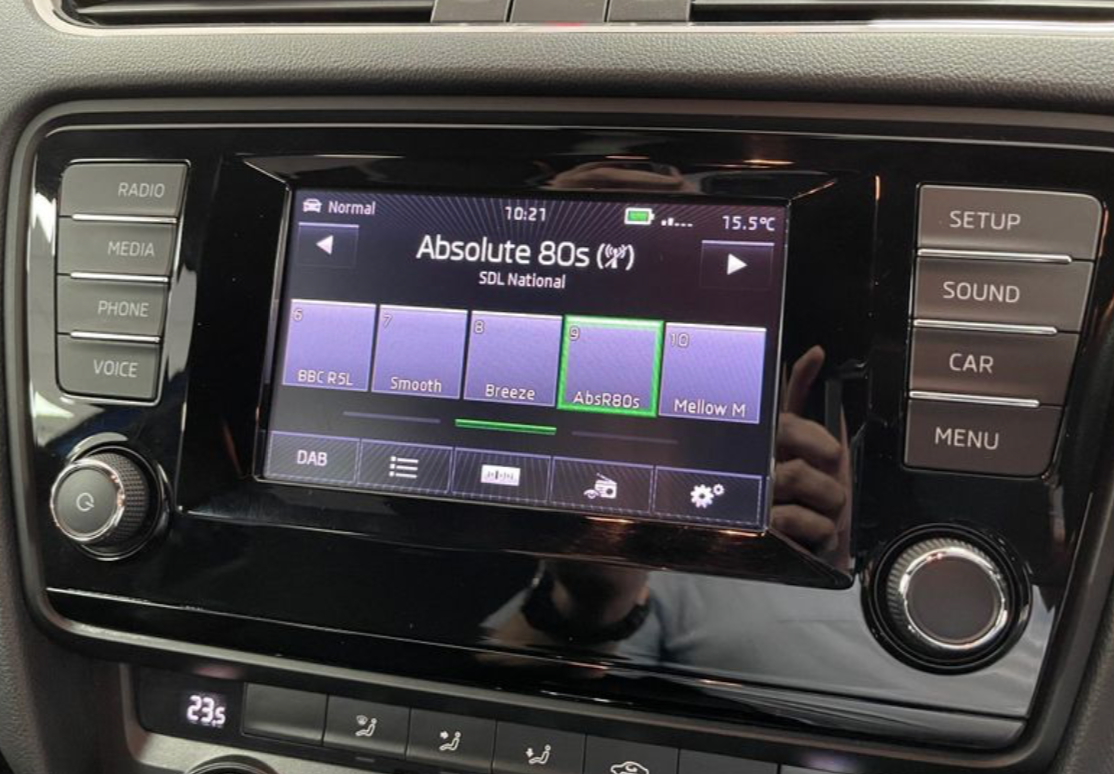 RADIO
MEDIA
PHONE
VOICE
Normal 10:21 15.5°C
Absolute 80s
SDL National
6 7 8 9 10
BBC R5L Smooth Breeze AbsR80s Mellow M
DAB
SETUP
SOUND
CAR
MENU
23.5